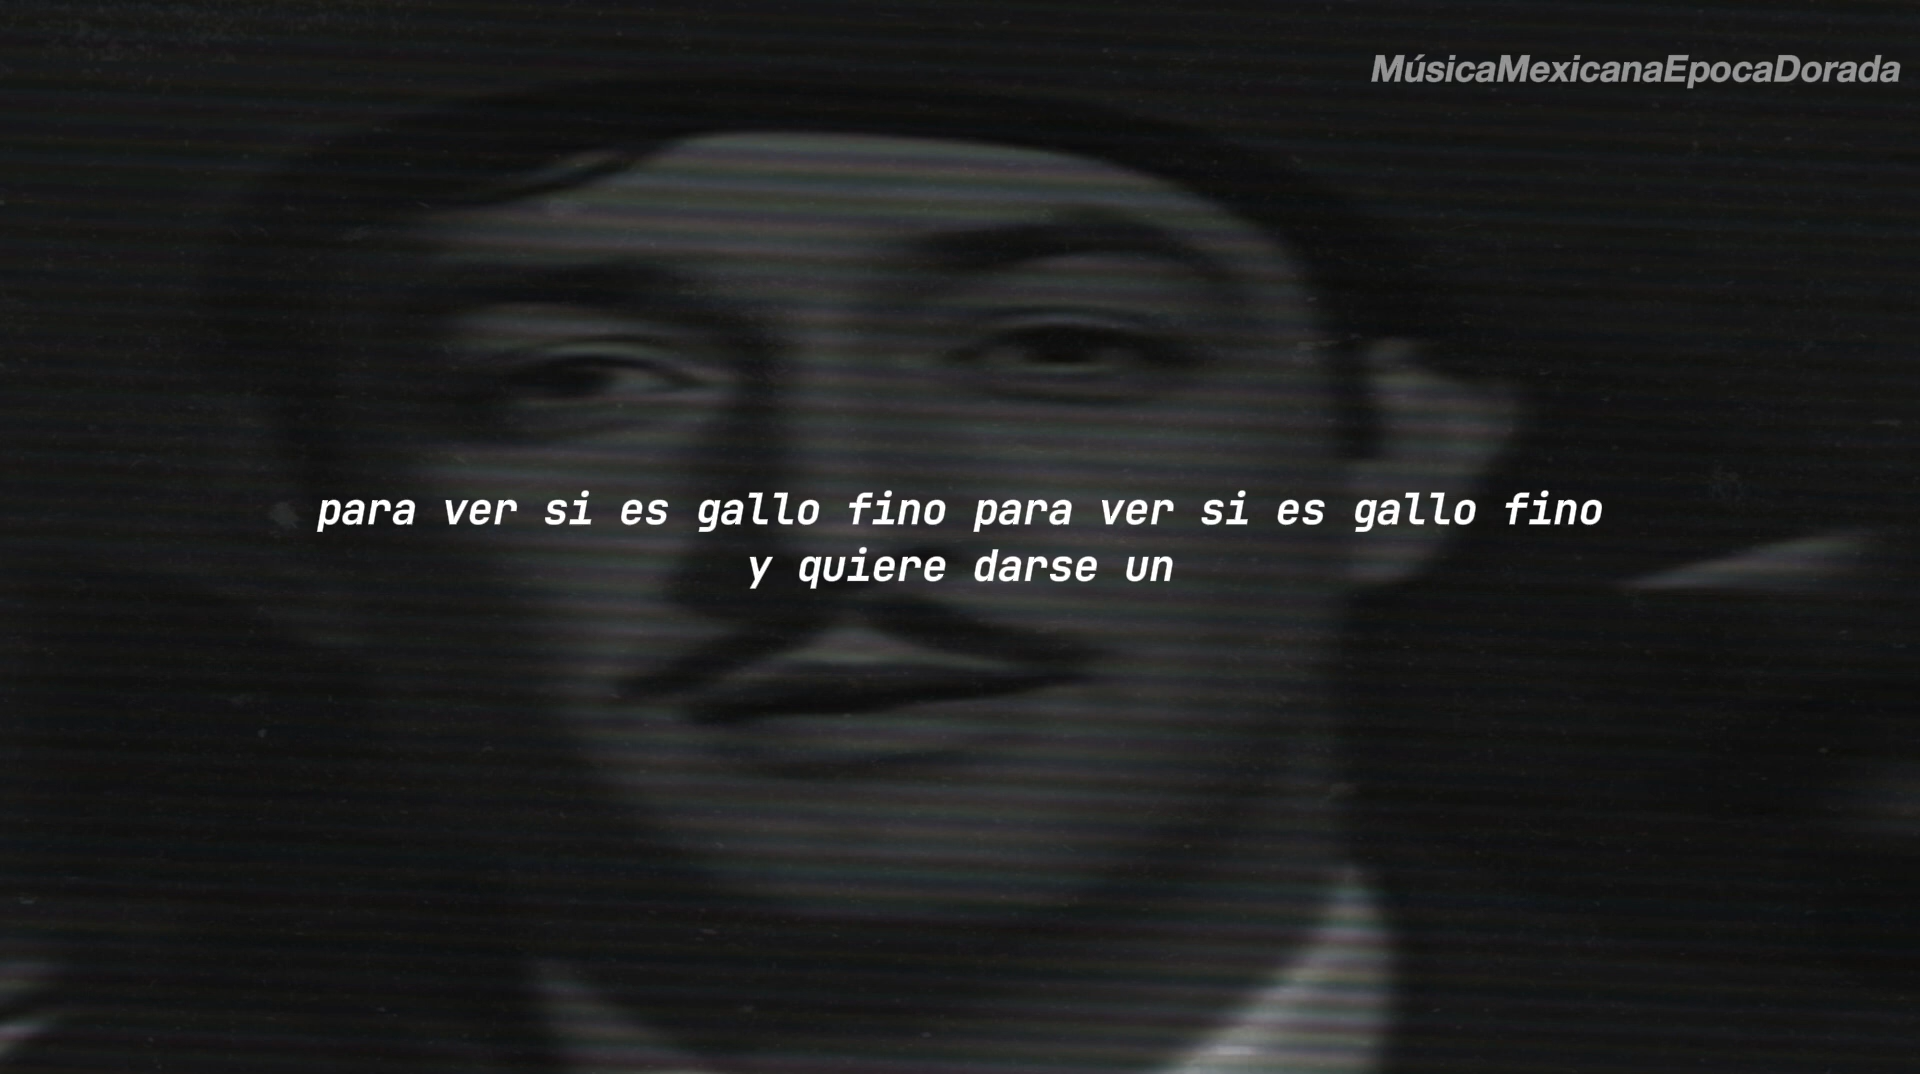 MúsicaMexicanaEpocaDorada
para ver si es gallo fino para ver si es gallo fino
y quiere darse un